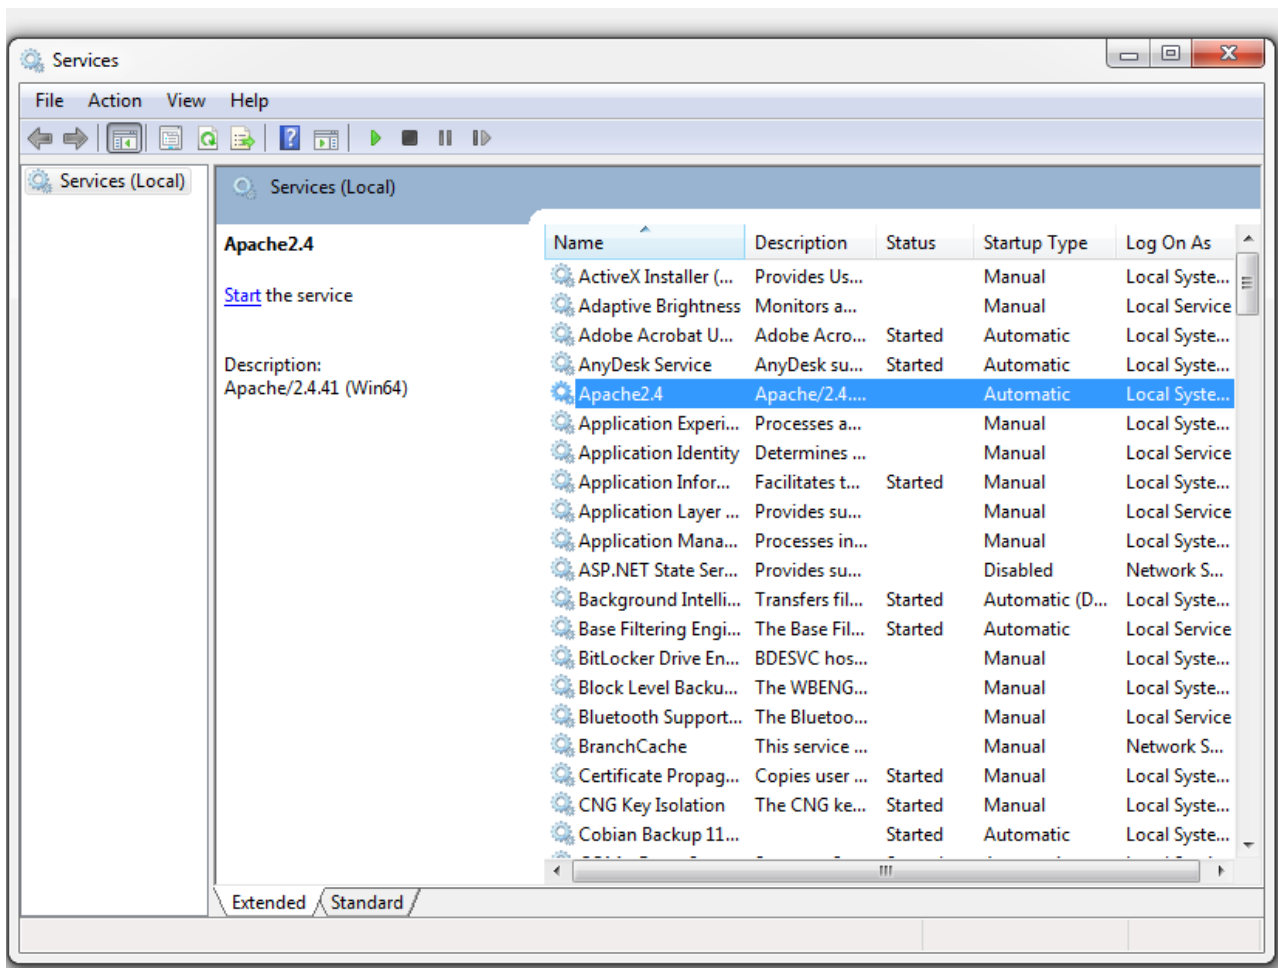 Services
File Action View Help
Services (Local)
Services (Local)
Apache2.4
Start the service
Description:
Apache/2.4.41 (Win64)
Name Description Status Startup Type Log On As
ActiveX Installer (... Provides Us... Manual Local Syste...
Adaptive Brightness Monitors a... Manual Local Service
Adobe Acrobat U... Adobe Acro... Started Automatic Local Syste...
AnyDesk Service AnyDesk su... Started Automatic Local Syste...
Apache2.4 Apache/2.4.... Automatic Local Syste...
Application Experi... Processes a... Manual Local Syste...
Application Identity Determines ... Manual Local Service
Application Infor... Facilitates t... Started Manual Local Syste...
Application Layer ... Provides su... Manual Local Service
Application Mana... Processes in... Manual Local Syste...
ASP.NET State Ser... Provides su... Disabled Network S...
Background Intelli... Transfers fil... Started Automatic (D... Local Syste...
Base Filtering Engi... The Base Fil... Started Automatic Local Service
BitLocker Drive En... BDESVC hos... Manual Local Syste...
Block Level Backu... The WBENG... Manual Local Syste...
Bluetooth Support... The Bluetoo... Manual Local Service
BranchCache This service ... Manual Network S...
Certificate Propag... Copies user ... Started Manual Local Syste...
CNG Key Isolation The CNG ke... Started Manual Local Syste...
Cobian Backup 11... Started Automatic Local Syste...
Extended Standard